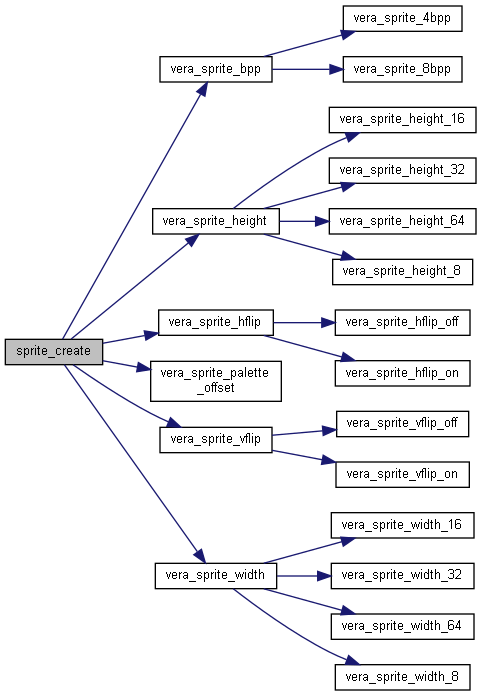 sprite_create
vera_sprite_bpp
vera_sprite_4bpp
vera_sprite_8bpp
vera_sprite_height
vera_sprite_height_16
vera_sprite_height_32
vera_sprite_height_64
vera_sprite_height_8
vera_sprite_hflip
vera_sprite_hflip_off
vera_sprite_hflip_on
vera_sprite_palette
_offset
vera_sprite_vflip
vera_sprite_vflip_off
vera_sprite_vflip_on
vera_sprite_width
vera_sprite_width_16
vera_sprite_width_32
vera_sprite_width_64
vera_sprite_width_8